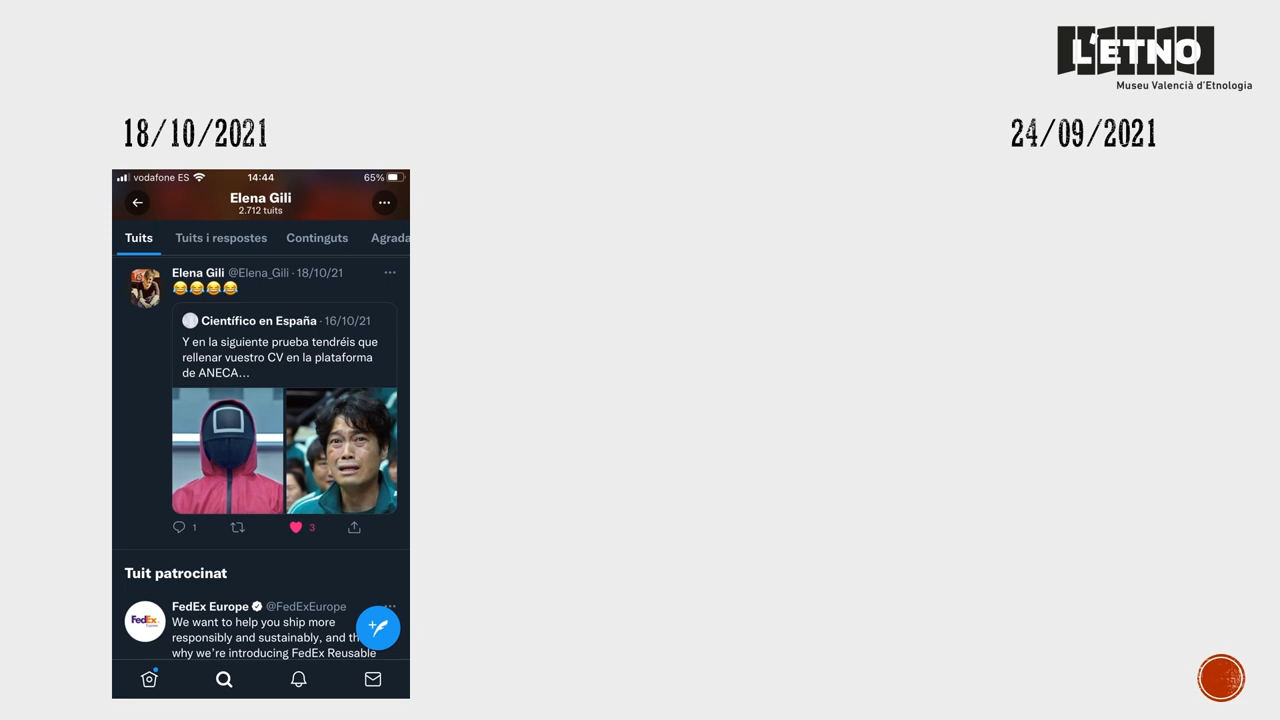 L'ETNO
Museu Valencià d'Etnologia
18/10/2021
24/09/2021
vodafone ES
14:44
65%
Elena Gili
2.712 tuits
Tuits
Tuits i respostes
Continguts
Agrada
Elena Gili @Elena_Gili · 18/10/21
😂😂😂😂
Científico en España · 16/10/21
Y en la siguiente prueba tendréis que
rellenar vuestro CV en la plataforma
de ANECA...
1
3
Tuit patrocinat
FedEx Europe @FedExEurope
FedEx
We want to help you ship more
responsibly and sustainably, and th
why we're introducing FedEx Reusable